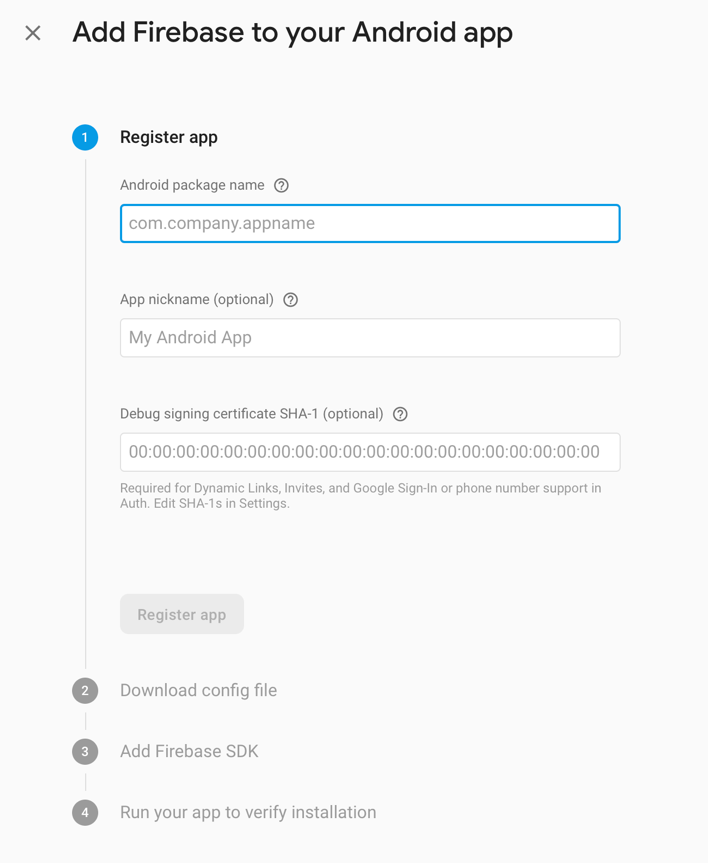 Add Firebase to your Android app
1 Register app
Android package name ?
com.company.appname
App nickname (optional) ?
My Android App
Debug signing certificate SHA-1 (optional) ?
00:00:00:00:00:00:00:00:00:00:00:00:00:00:00:00:00:00:00:00
Required for Dynamic Links, Invites, and Google Sign-In or phone number support in
Auth. Edit SHA-1s in Settings.
Register app
2 Download config file
3 Add Firebase SDK
4 Run your app to verify installation